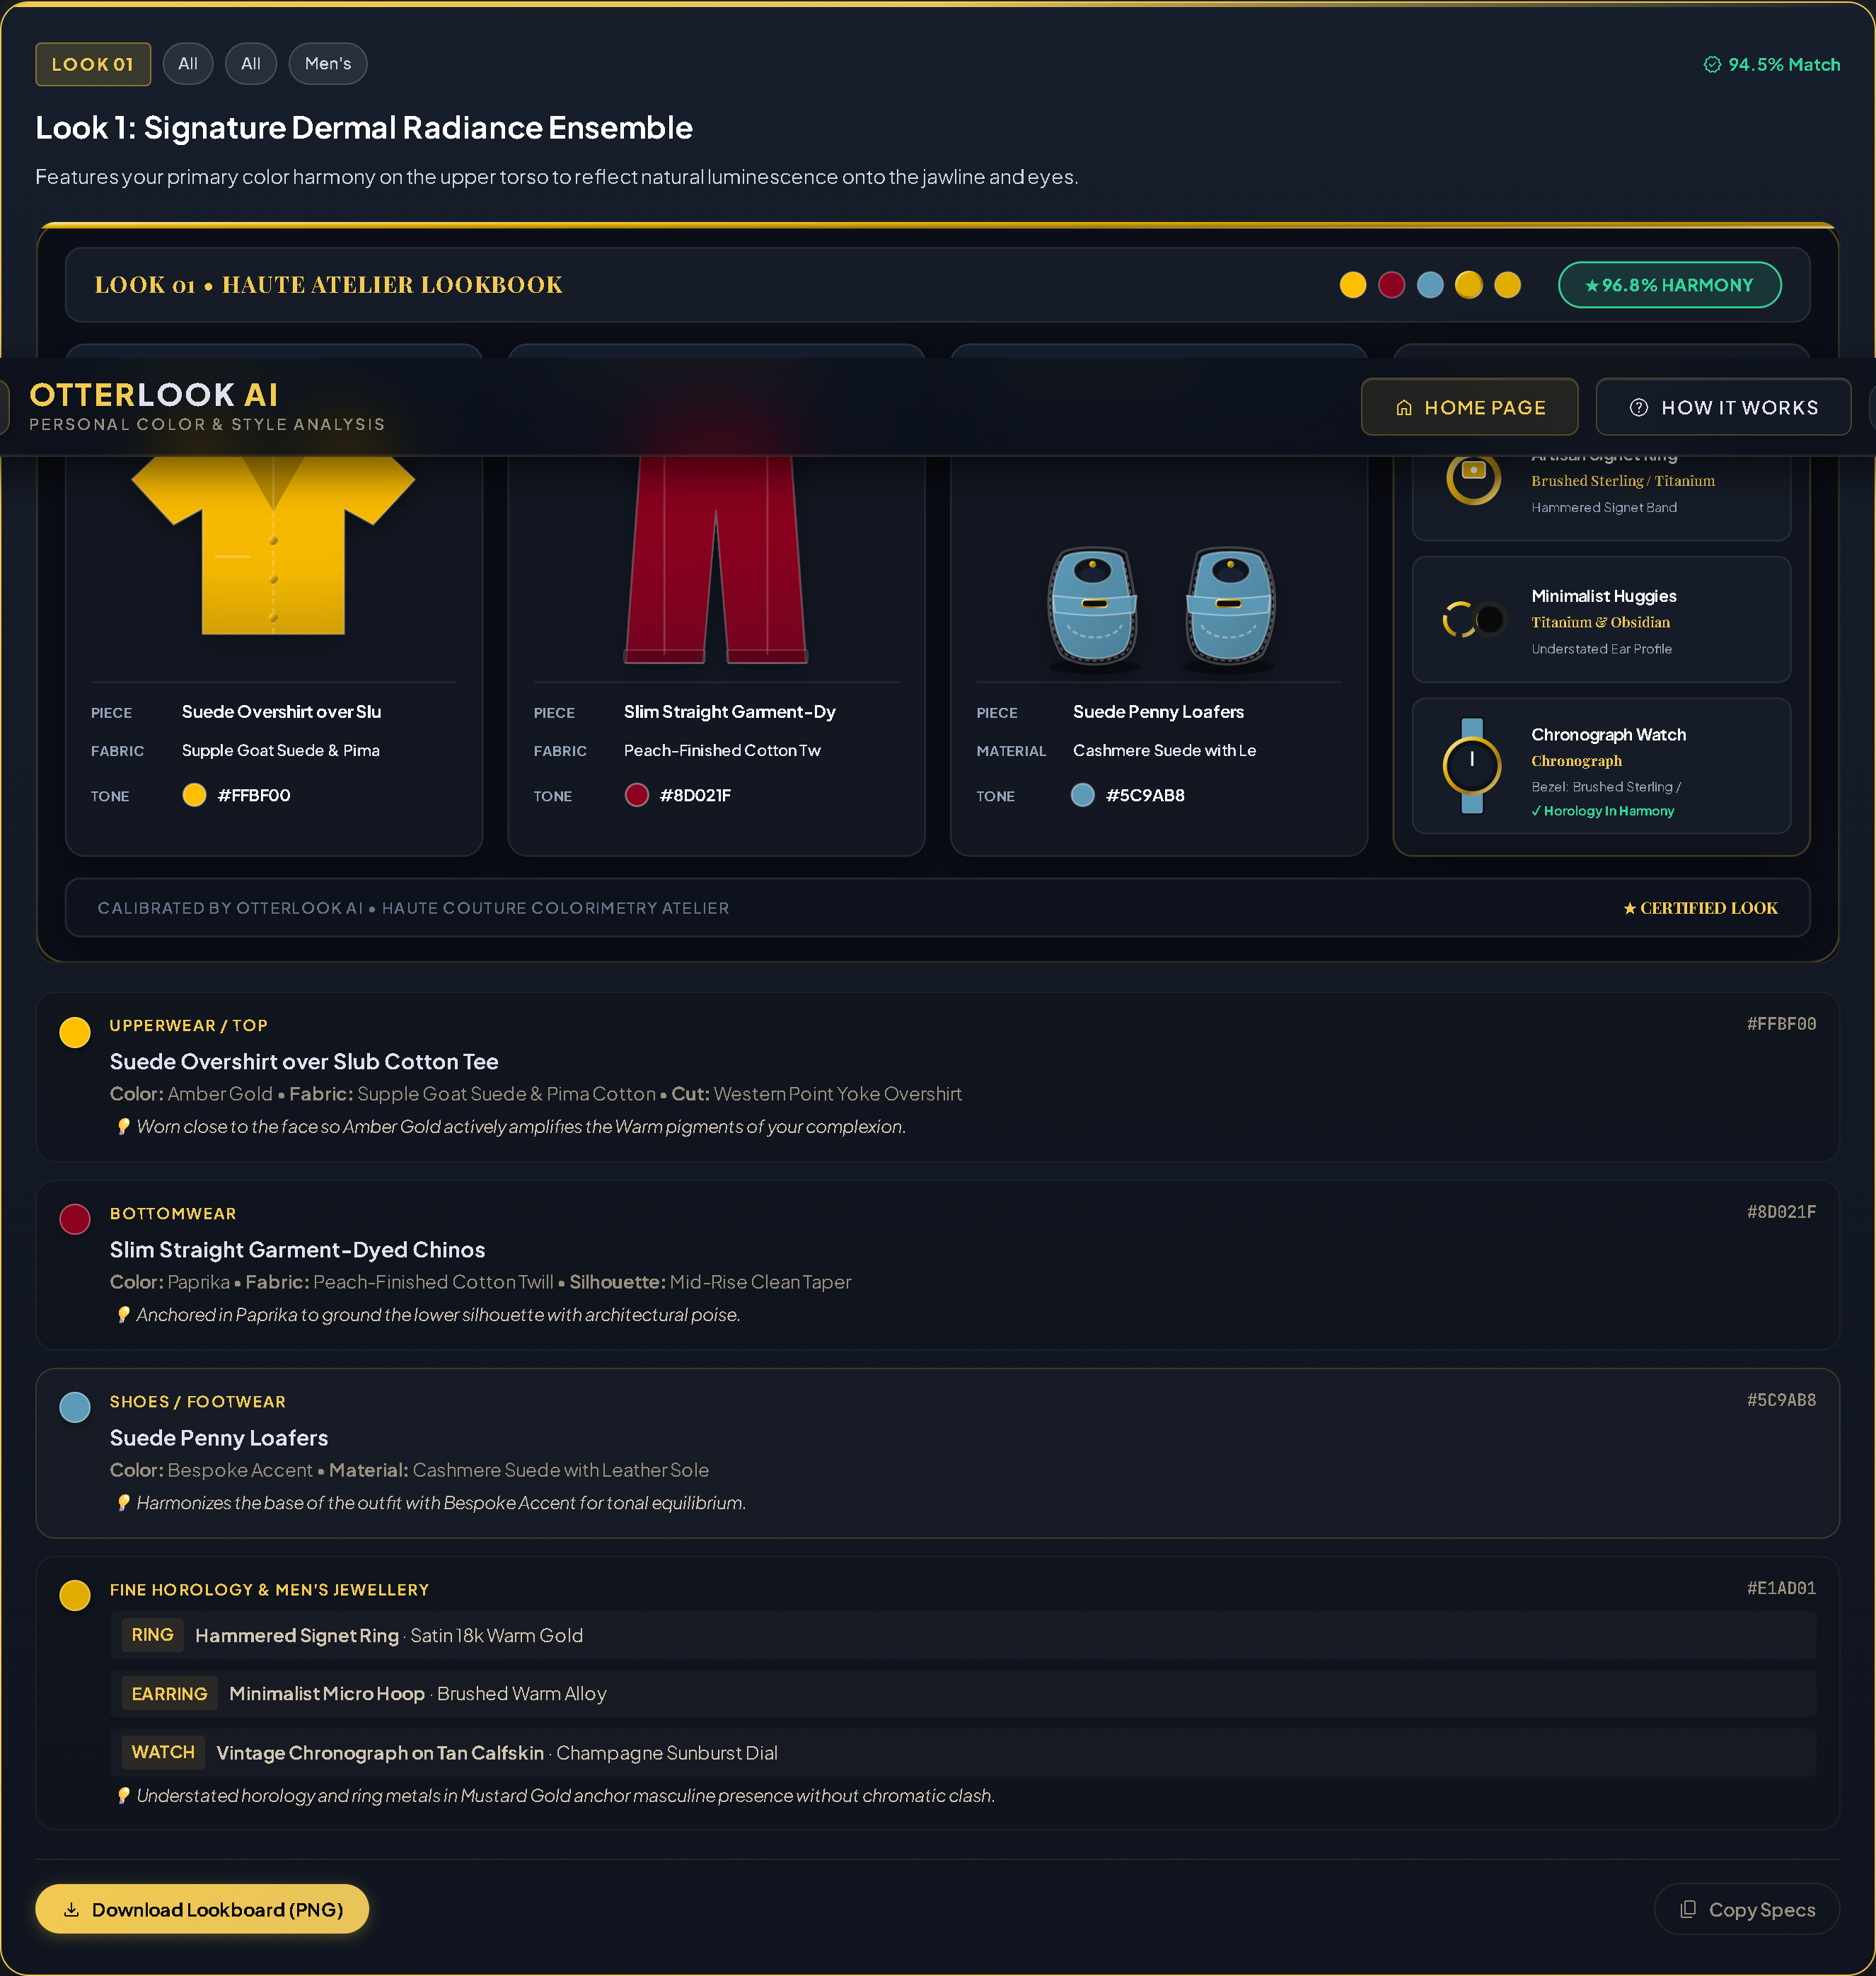 LOOK 01 All All Men's 94.5% Match
Look 1: Signature Dermal Radiance Ensemble
Features your primary color harmony on the upper torso to reflect natural luminescence onto the jawline and eyes.
LOOK 01 • HAUTE ATELIER LOOKBOOK ★ 96.8% HARMONY
OTTERLOOK AI
PERSONAL COLOR & STYLE ANALYSIS
HOME PAGE
HOW IT WORKS
Artisan Signet Ring
Brushed Sterling / Titanium
Hammered Signet Band
Minimalist Huggies
Titanium & Obsidian
Understated Ear Profile
Chronograph Watch
Chronograph
Bezel: Brushed Sterling /
✓ Horology In Harmony
PIECE Suede Overshirt over Slu
FABRIC Supple Goat Suede & Pima
TONE #FFBF00
PIECE Slim Straight Garment-Dy
FABRIC Peach-Finished Cotton Tw
TONE #8D021F
PIECE Suede Penny Loafers
MATERIAL Cashmere Suede with Le
TONE #5C9AB8
CALIBRATED BY OTTERLOOK AI • HAUTE COUTURE COLORIMETRY ATELIER ★ CERTIFIED LOOK
UPPERWEAR / TOP #FFBF00
Suede Overshirt over Slub Cotton Tee
Color: Amber Gold • Fabric: Supple Goat Suede & Pima Cotton • Cut: Western Point Yoke Overshirt
💡 Worn close to the face so Amber Gold actively amplifies the Warm pigments of your complexion.
BOTTOMWEAR #8D021F
Slim Straight Garment-Dyed Chinos
Color: Paprika • Fabric: Peach-Finished Cotton Twill • Silhouette: Mid-Rise Clean Taper
💡 Anchored in Paprika to ground the lower silhouette with architectural poise.
SHOES / FOOTWEAR #5C9AB8
Suede Penny Loafers
Color: Bespoke Accent • Material: Cashmere Suede with Leather Sole
💡 Harmonizes the base of the outfit with Bespoke Accent for tonal equilibrium.
FINE HOROLOGY & MEN'S JEWELLERY #E1AD01
RING Hammered Signet Ring · Satin 18k Warm Gold
EARRING Minimalist Micro Hoop · Brushed Warm Alloy
WATCH Vintage Chronograph on Tan Calfskin · Champagne Sunburst Dial
💡 Understated horology and ring metals in Mustard Gold anchor masculine presence without chromatic clash.
Download Lookboard (PNG) Copy Specs